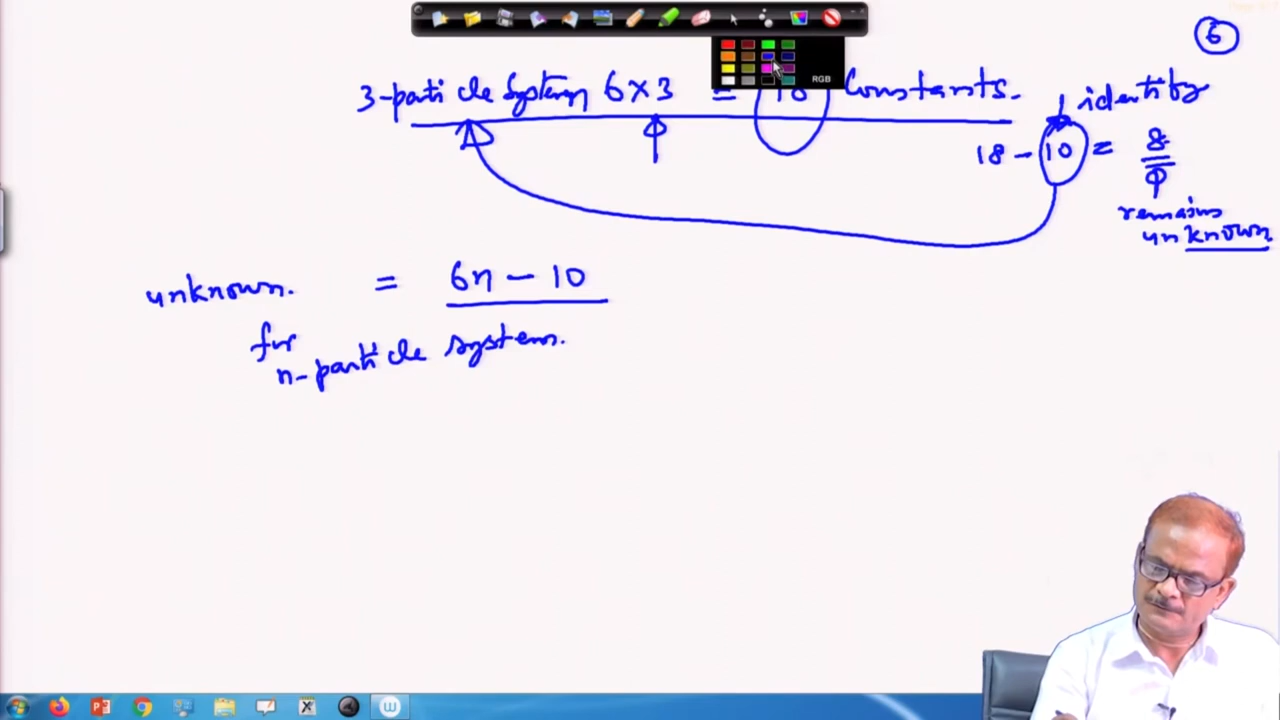 6
3-particle system 6×3 = 18 Constants.
RGB
identity
18 - 10 = 8
remains
unknown
unknown. = 6n - 10
for
n-particle system.